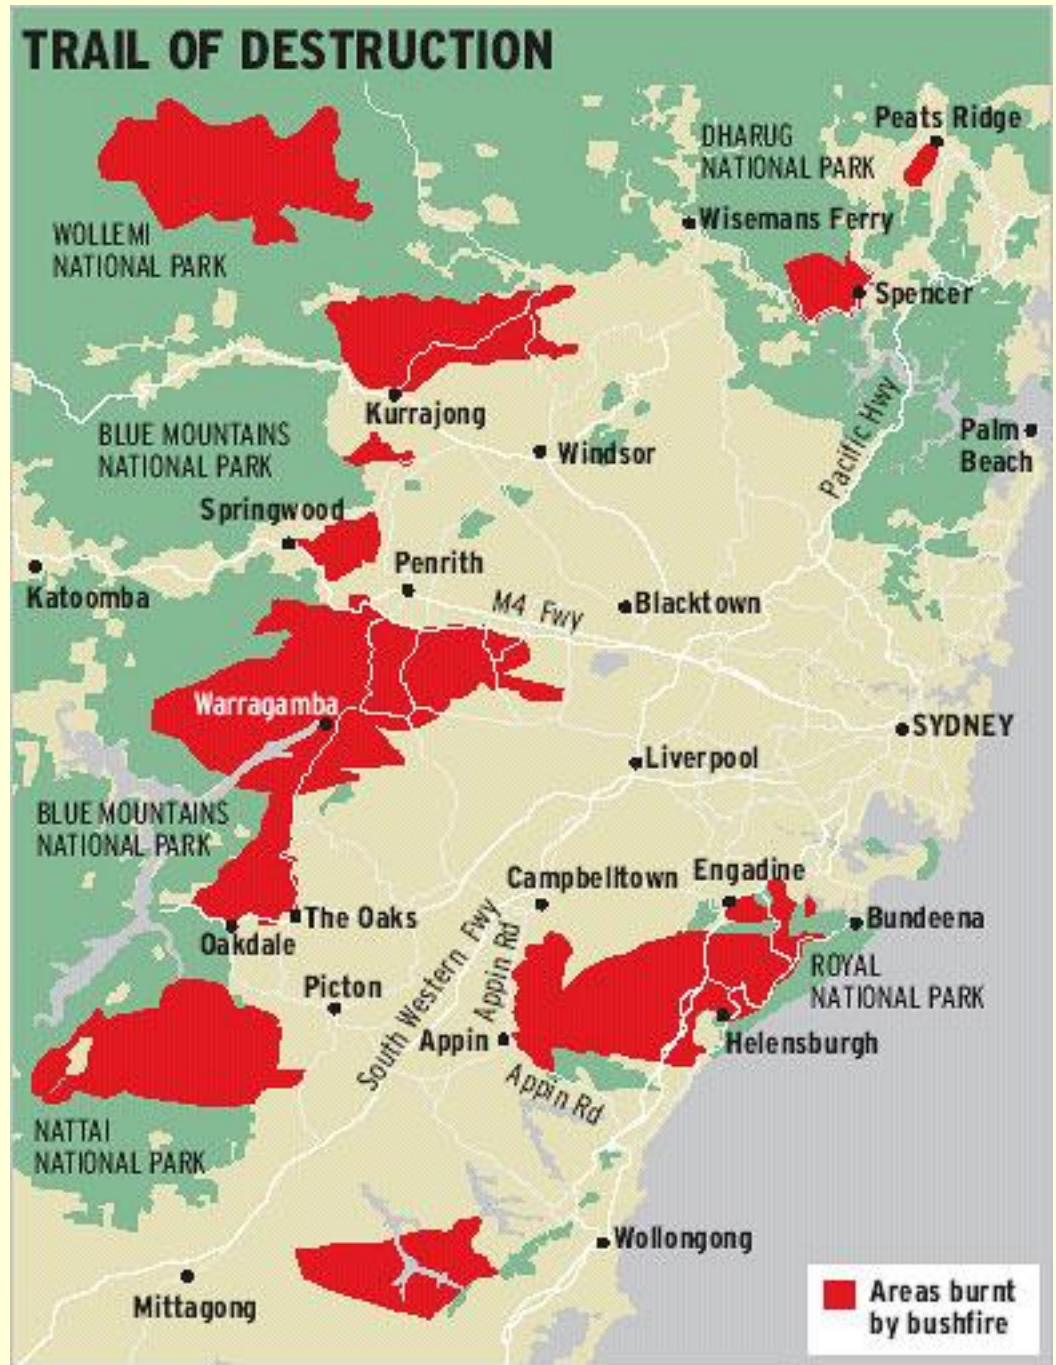 TRAIL OF DESTRUCTION
Peats Ridge
DHARUG
NATIONAL PARK
Wisemans Ferry
WOLLEMI
NATIONAL PARK
Spencer
Kurrajong
Pacific Hwy
BLUE MOUNTAINS
NATIONAL PARK
Windsor
Palm
Beach
Springwood
Penrith
Katoomba
M4 Fwy
Blacktown
Warragamba
SYDNEY
Liverpool
BLUE MOUNTAINS
NATIONAL PARK
Campbelltown
Engadine
The Oaks
Bundeena
Oakdale
South Western Fwy
Appin Rd
ROYAL
NATIONAL PARK
Picton
Appin
Helensburgh
Appin Rd
NATTAI
NATIONAL PARK
Wollongong
Mittagong
Areas burnt
by bushfire